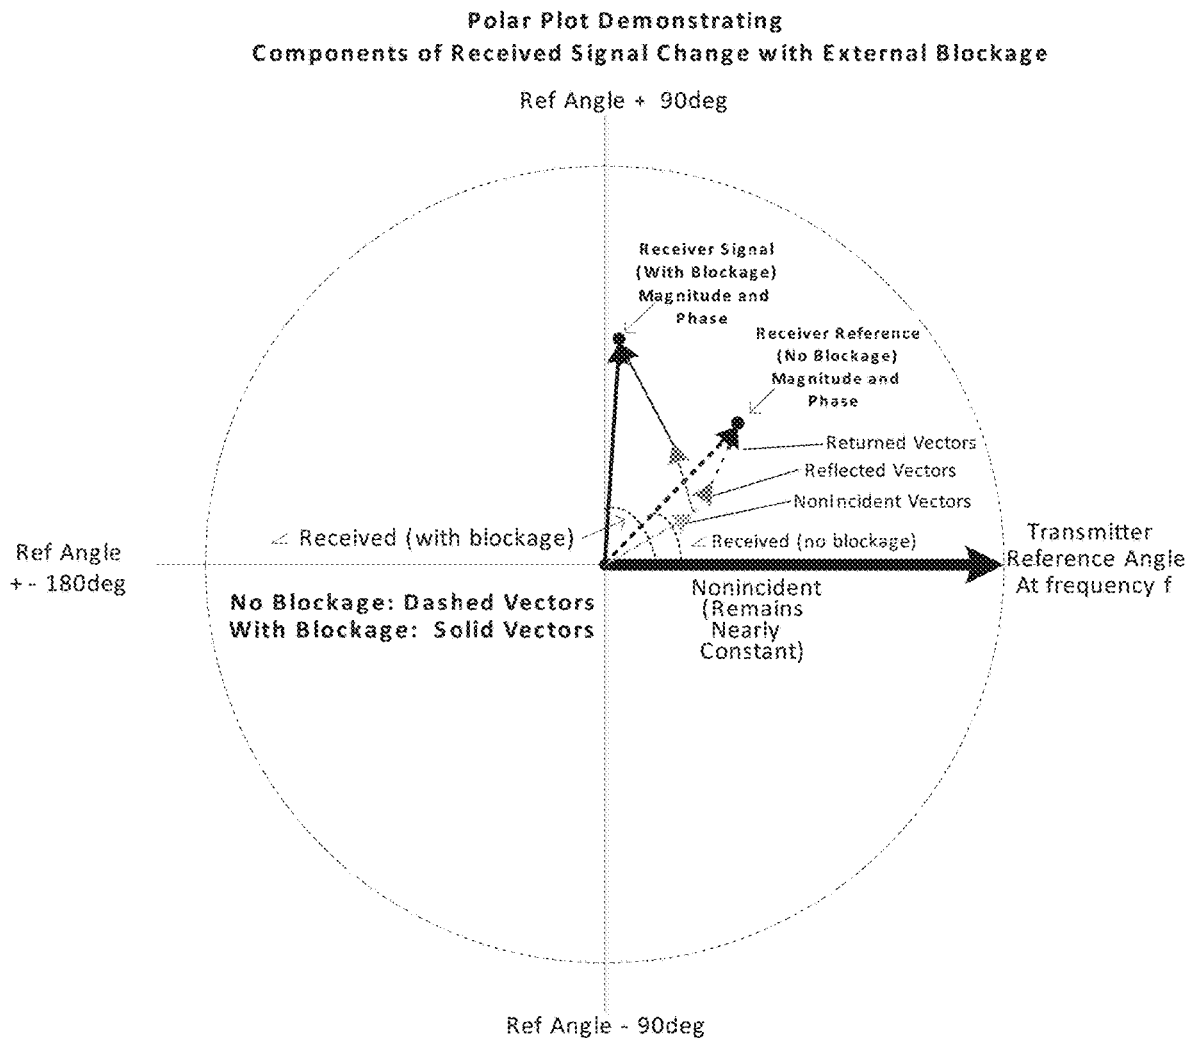 Polar Plot Demonstrating
Components of Received Signal Change with External Blockage
Ref Angle + 90deg
Receiver Signal
(With Blockage)
Magnitude and
Phase
Receiver Reference
(No Blockage)
Magnitude and
Phase
Returned Vectors
Reflected Vectors
NonIncident Vectors
∠ Received (with blockage)
∠ Received (no blockage)
Ref Angle
+- 180deg
Transmitter
Reference Angle
At frequency f
No Blockage: Dashed Vectors
With Blockage: Solid Vectors
Nonincident
(Remains
Nearly
Constant)
Ref Angle - 90deg